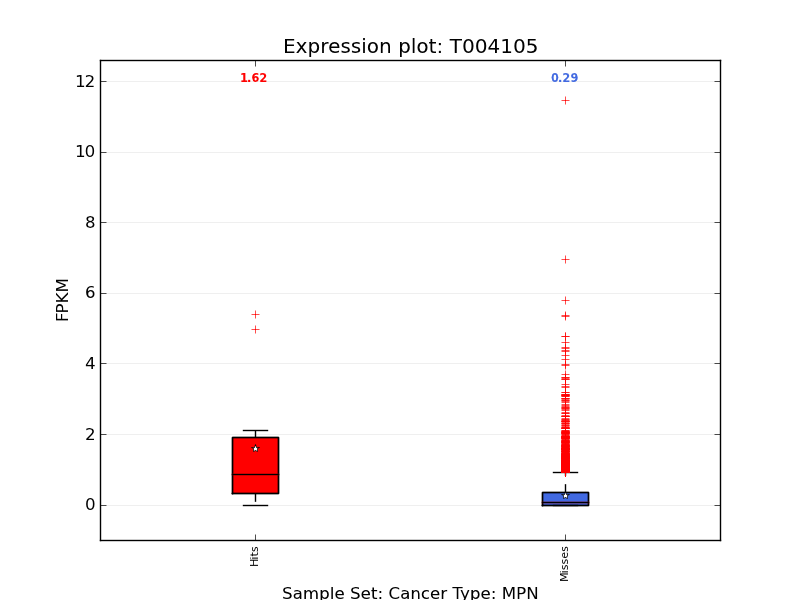 Expression plot: T004105
1.62
0.29
12
10
8
6
4
2
0
FPKM
Hits
Misses
Sample Set: Cancer Type: MPN